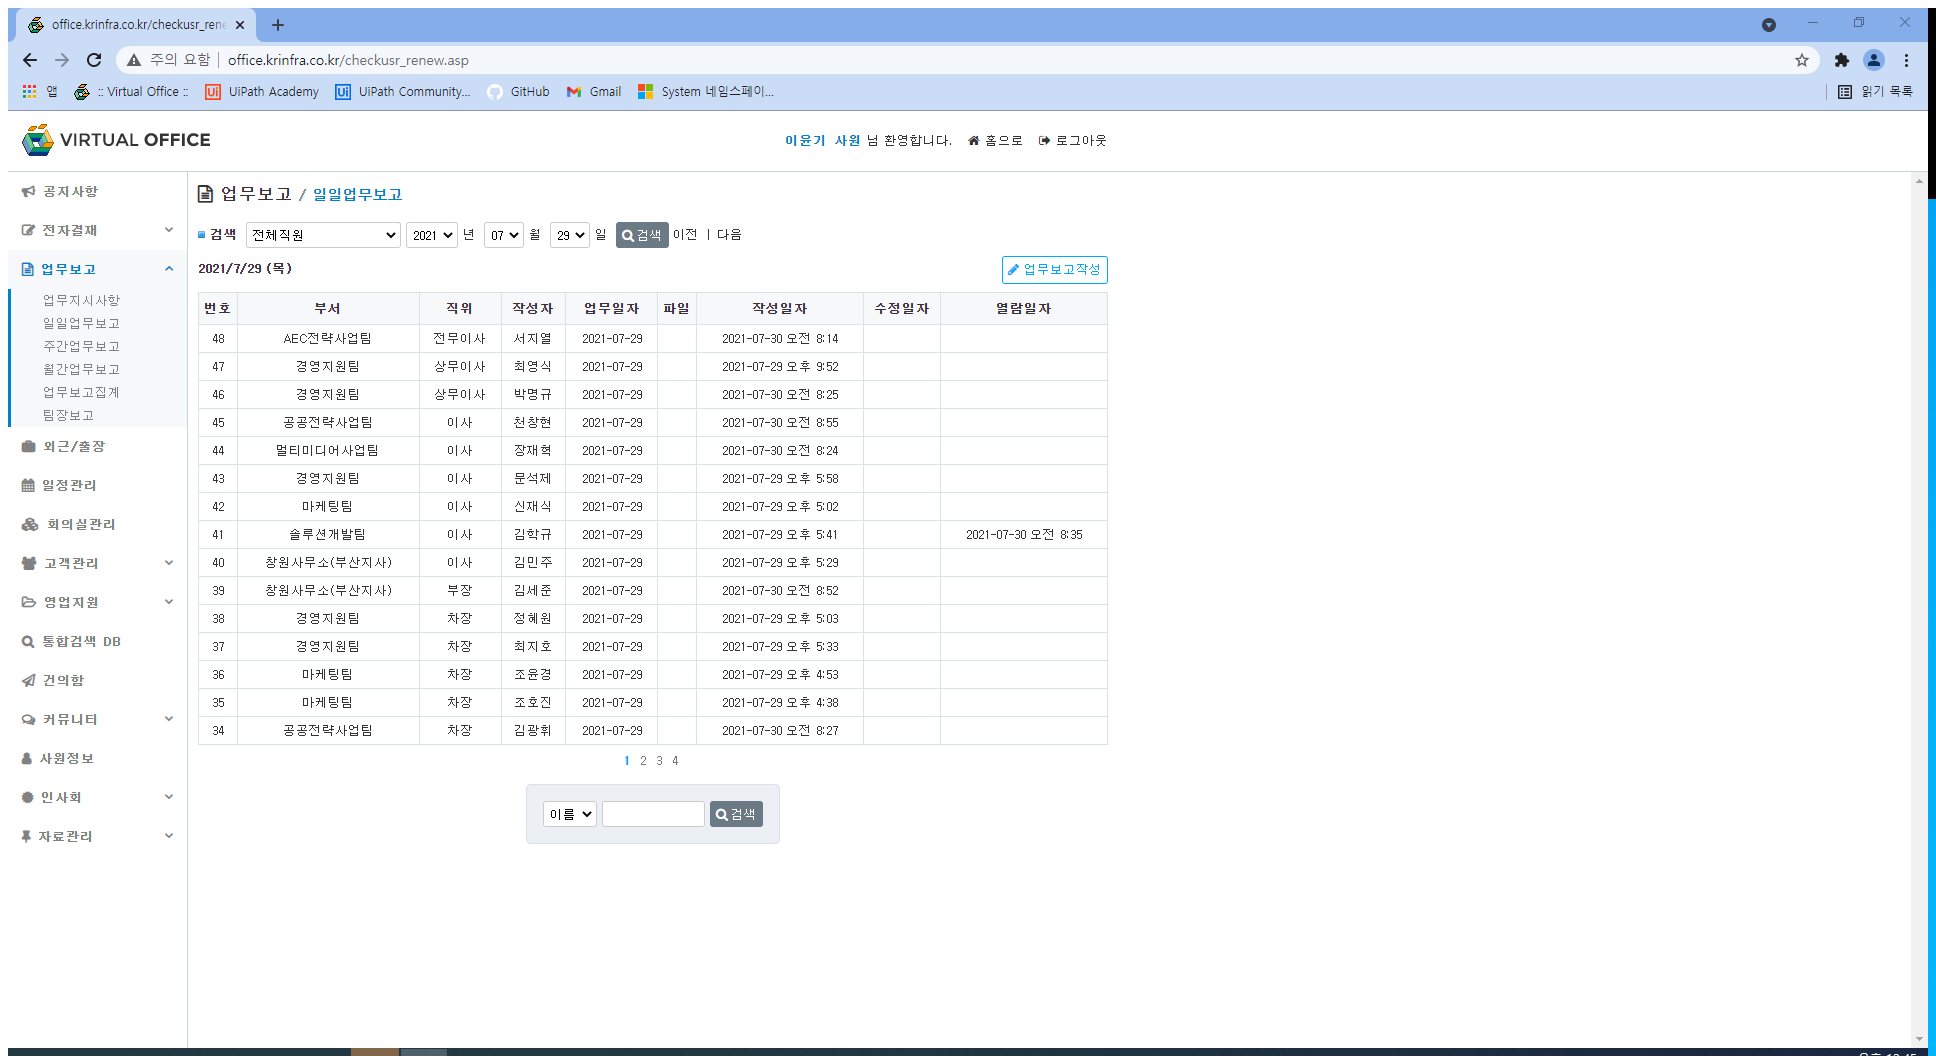 office.krinfra.co.kr/checkusr_rene
주의 요함 office.krinfra.co.kr/checkusr_renew.asp
앱 :: Virtual Office :: UiPath Academy UiPath Community... GitHub Gmail System 네임스페이... 읽기 목록
VIRTUAL OFFICE
이윤기 사원 님 환영합니다. 홈으로 로그아웃
공지사항
전자결재
업무보고
업무지시사항
일일업무보고
주간업무보고
월간업무보고
업무보고집계
팀장보고
외근/출장
일정관리
회의실관리
고객관리
영업지원
통합검색 DB
건의함
커뮤니티
사원정보
인사회
자료관리
업무보고 / 일일업무보고
검색 전체직원 2021 년 07 월 29 일 검색 이전 | 다음
2021/7/29 (목) 업무보고작성
번호 부서 직위 작성자 업무일자 파일 작성일자 수정일자 열람일자
48 AEC전략사업팀 전무이사 서지열 2021-07-29 2021-07-30 오전 8:14
47 경영지원팀 상무이사 최영식 2021-07-29 2021-07-29 오후 9:52
46 경영지원팀 상무이사 박명규 2021-07-29 2021-07-30 오전 8:25
45 공공전략사업팀 이사 천창현 2021-07-29 2021-07-30 오전 8:55
44 멀티미디어사업팀 이사 장재혁 2021-07-29 2021-07-30 오전 8:24
43 경영지원팀 이사 문석제 2021-07-29 2021-07-29 오후 5:58
42 마케팅팀 이사 신재식 2021-07-29 2021-07-29 오후 5:02
41 솔루션개발팀 이사 김학규 2021-07-29 2021-07-29 오후 5:41 2021-07-30 오전 8:35
40 창원사무소(부산지사) 이사 김민주 2021-07-29 2021-07-29 오후 5:29
39 창원사무소(부산지사) 부장 김세준 2021-07-29 2021-07-30 오전 8:52
38 경영지원팀 차장 정혜원 2021-07-29 2021-07-29 오후 5:03
37 경영지원팀 차장 최지호 2021-07-29 2021-07-29 오후 5:33
36 마케팅팀 차장 조윤경 2021-07-29 2021-07-29 오후 4:53
35 마케팅팀 차장 조호진 2021-07-29 2021-07-29 오후 4:38
34 공공전략사업팀 차장 김광휘 2021-07-29 2021-07-30 오전 8:27
1 2 3 4
이름 검색